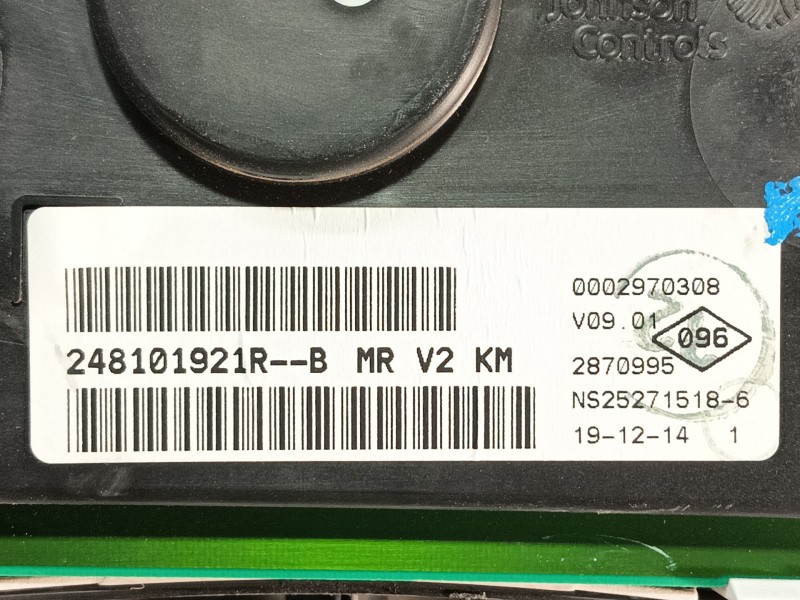 Johnson
Controls
0002970308
V09.01
096
248101921R--B MR V2 KM
2870995
NS25271518-6
19-12-14 1